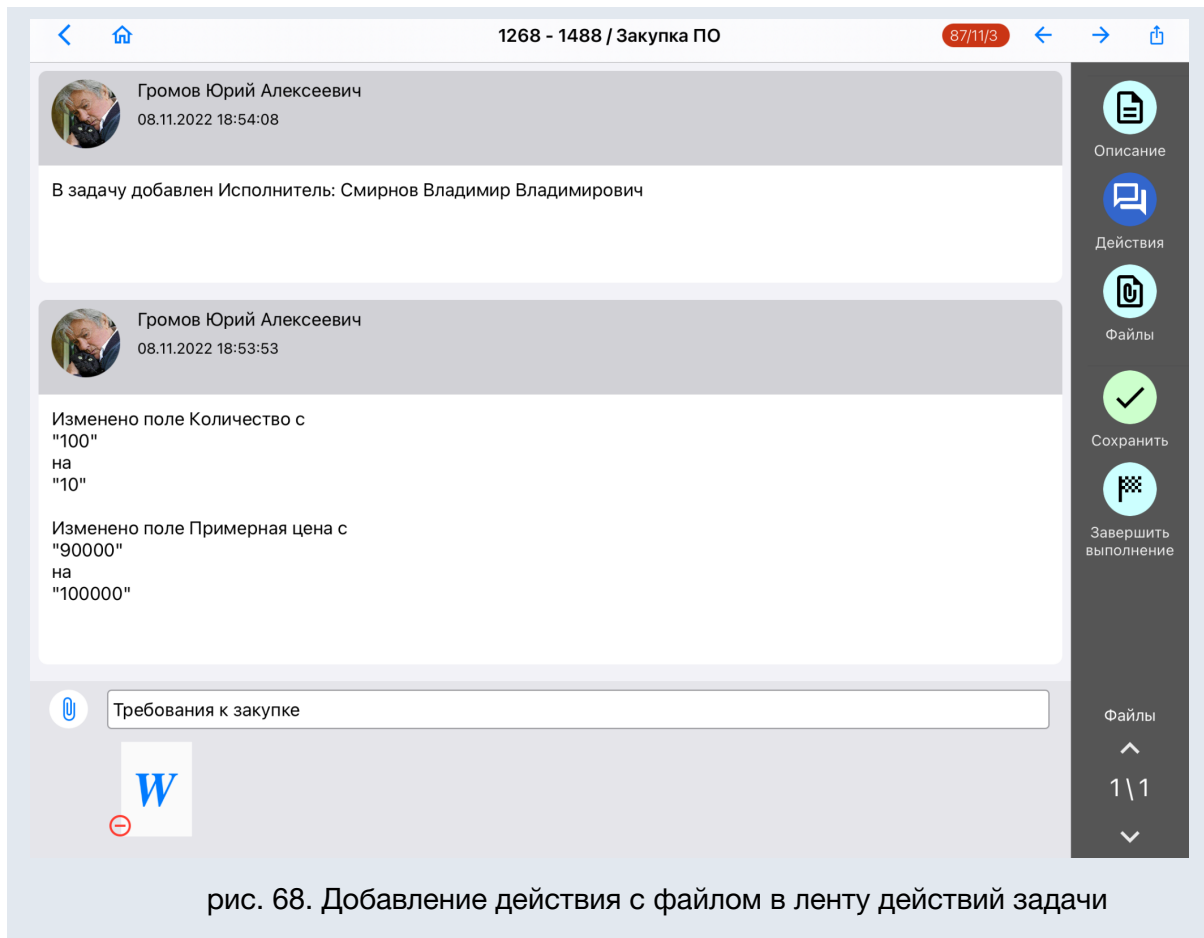 1268 - 1488 / Закупка ПО
87/11/3
Громов Юрий Алексеевич
08.11.2022 18:54:08
В задачу добавлен Исполнитель: Смирнов Владимир Владимирович
Громов Юрий Алексеевич
08.11.2022 18:53:53
Изменено поле Количество с
"100"
на
"10"
Изменено поле Примерная цена с
"90000"
на
"100000"
Требования к закупке
W
Описание
Действия
Файлы
Сохранить
Завершить
выполнение
Файлы
1 \ 1
рис. 68. Добавление действия с файлом в ленту действий задачи